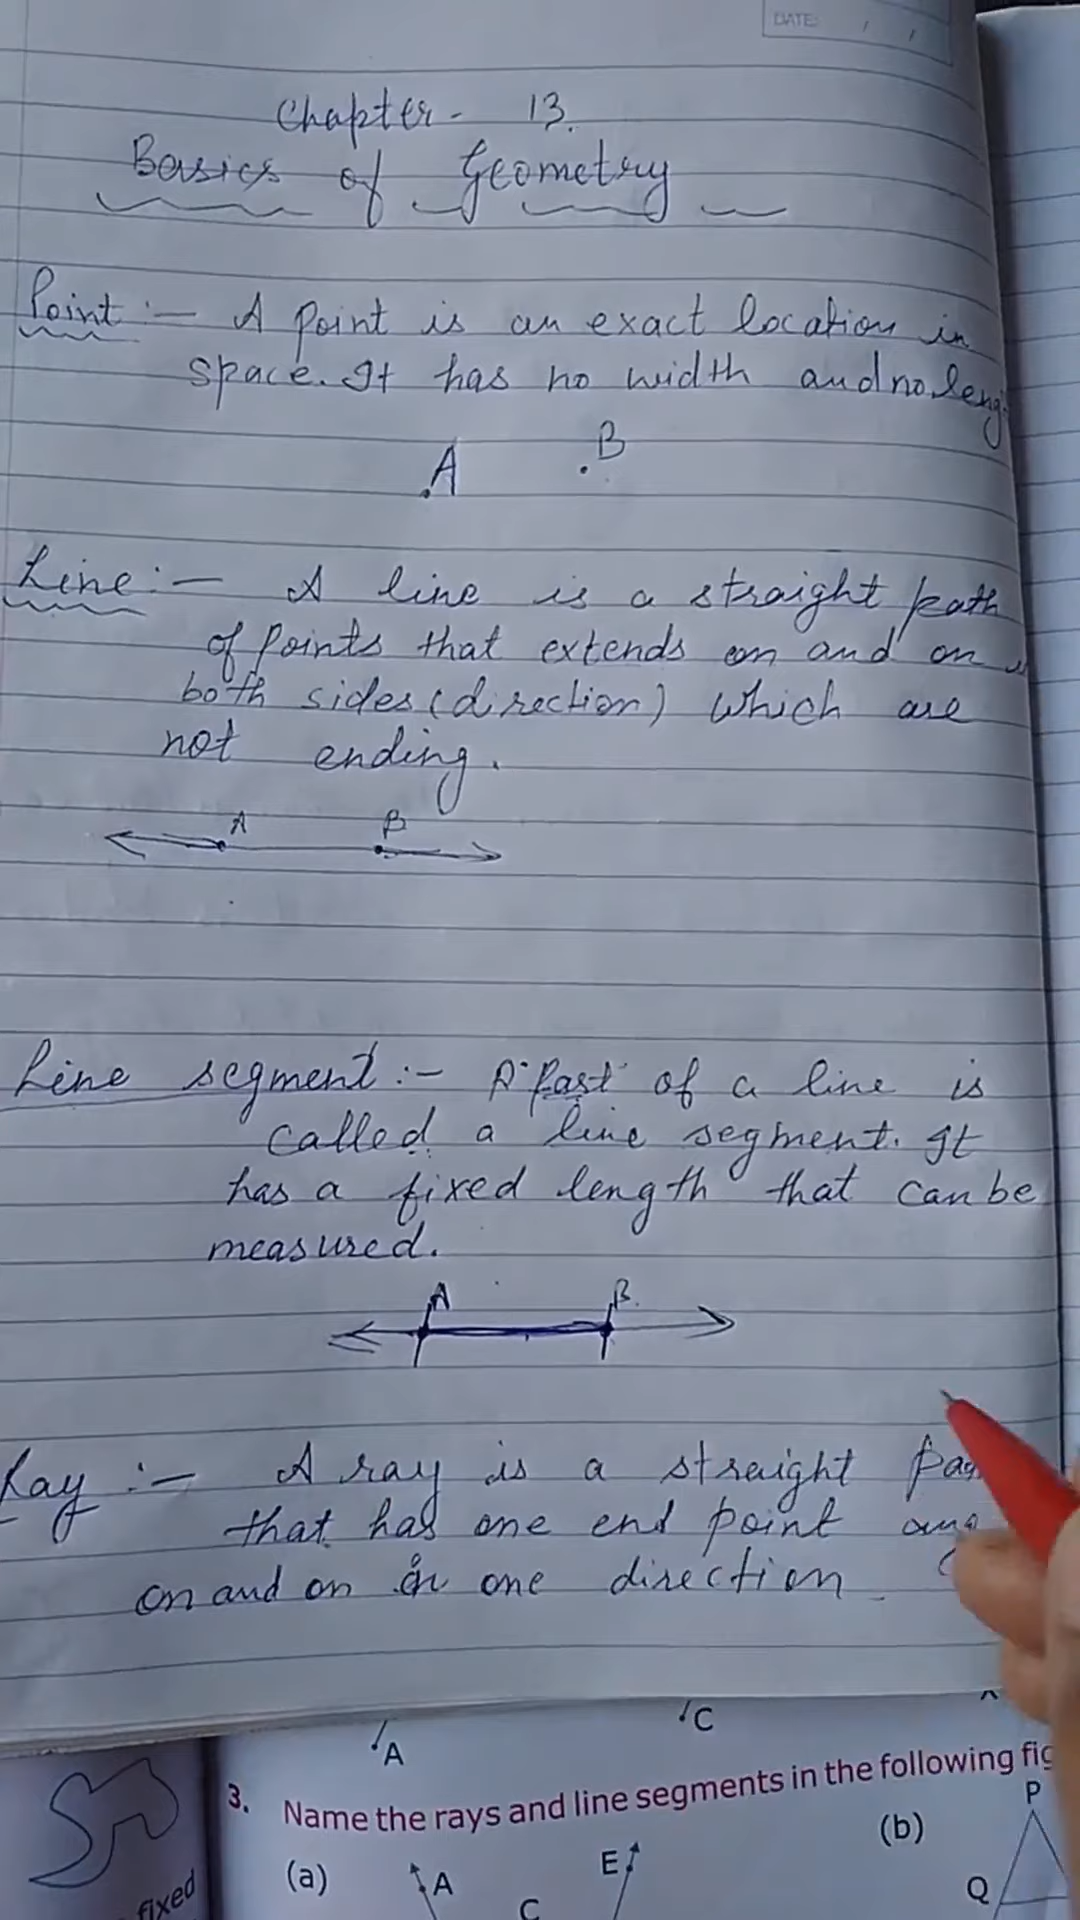 DATE: / /
Chapter - 13.
Basics of Geometry
Point :- A Point is an exact location in
space. It has no width and no leng
A B
Line :- A line is a straight path
of Points that extends on and on
both sides (direction) which are
not ending.
A B
Line segment :- A Part of a line is
called a line segment. It
has a fixed length that can be
measured.
A B
Ray :- A ray is a straight Pa
that has one end point
on and on in one direction
A C
3. Name the rays and line segments in the following fig
(a) A C E
(b) P Q
fixed